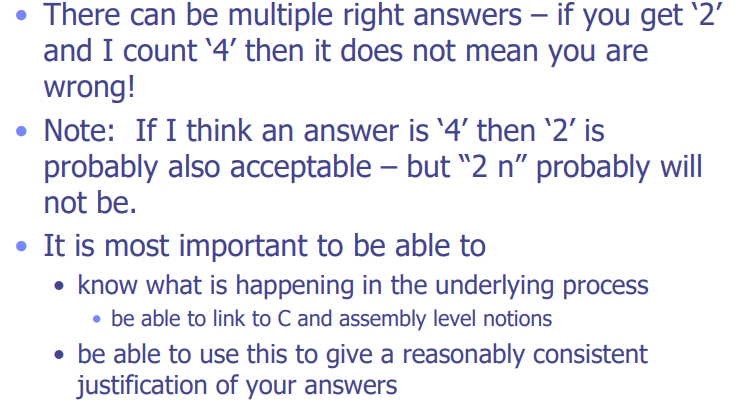 • There can be multiple right answers – if you get ‘2’
and I count ‘4’ then it does not mean you are
wrong!
• Note:  If I think an answer is ‘4’ then ‘2’ is
probably also acceptable – but “2 n” probably will
not be.
• It is most important to be able to
• know what is happening in the underlying process
• be able to link to C and assembly level notions
• be able to use this to give a reasonably consistent
justification of your answers